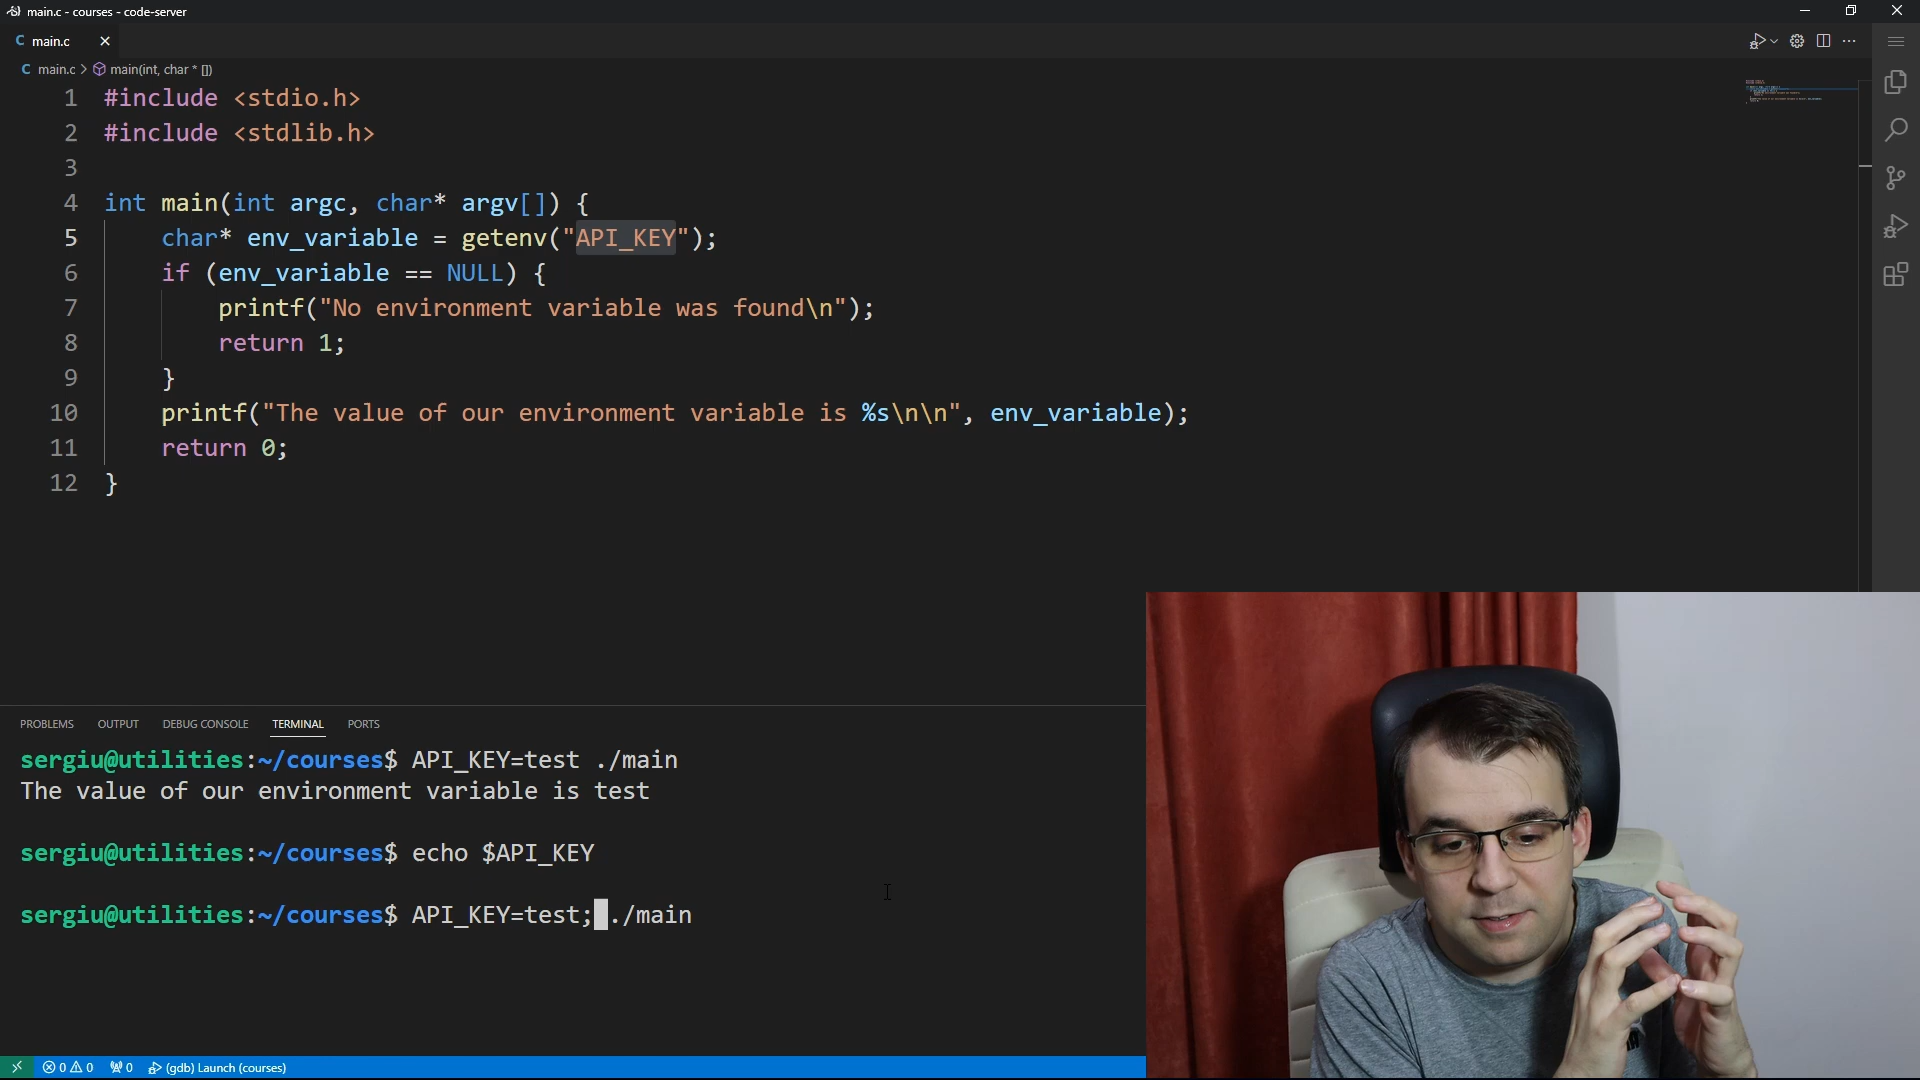 main.c - courses - code-server
C main.c
C main.c > main(int, char * [])
1 #include <stdio.h>
2 #include <stdlib.h>
3
4 int main(int argc, char* argv[]) {
5 char* env_variable = getenv("API_KEY");
6 if (env_variable == NULL) {
7 printf("No environment variable was found\n");
8 return 1;
9 }
10 printf("The value of our environment variable is %s\n\n", env_variable);
11 return 0;
12 }
PROBLEMS OUTPUT DEBUG CONSOLE TERMINAL PORTS
sergiu@utilities:~/courses$ API_KEY=test ./main
The value of our environment variable is test
sergiu@utilities:~/courses$ echo $API_KEY
sergiu@utilities:~/courses$ API_KEY=test; ./main
0 0 0 (gdb) Launch (courses)